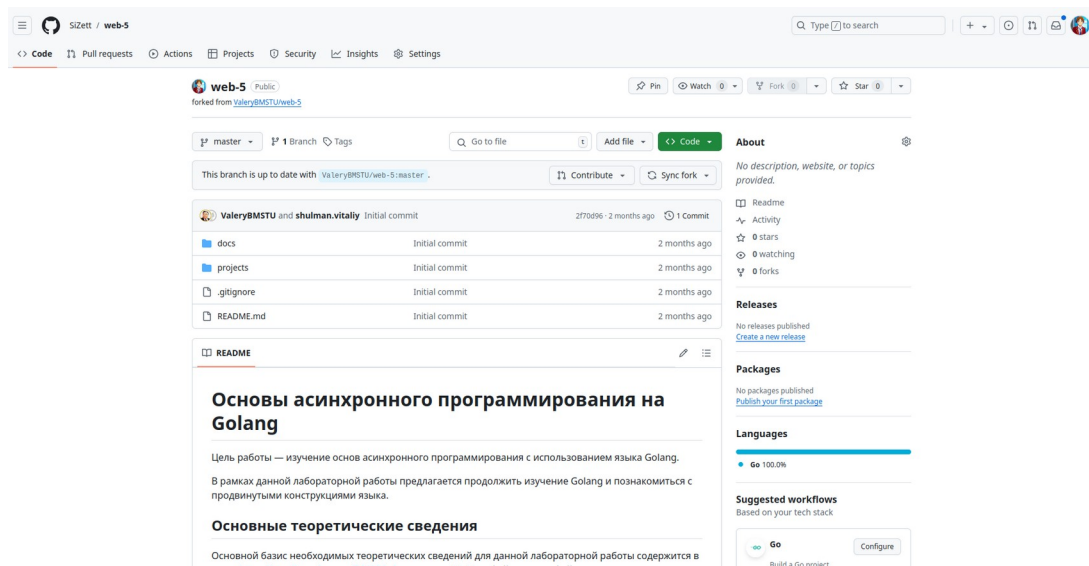 SiZett / web-5
Type / to search
Code Pull requests Actions Projects Security Insights Settings
web-5 Public
forked from ValeryBMSTU/web-5
Pin Watch 0 Fork 0 Star 0
master 1 Branch Tags
Go to file t Add file Code
This branch is up to date with ValeryBMSTU/web-5:master .
Contribute Sync fork
ValeryBMSTU and shulman.vitaliy Initial commit 2f70d96 · 2 months ago 1 Commit
docs Initial commit 2 months ago
projects Initial commit 2 months ago
.gitignore Initial commit 2 months ago
README.md Initial commit 2 months ago
README
Основы асинхронного программирования на
Golang
Цель работы — изучение основ асинхронного программирования с использованием языка Golang.
В рамках данной лабораторной работы предлагается продолжить изучение Golang и познакомиться с
продвинутыми конструкциями языка.
Основные теоретические сведения
Основной базис необходимых теоретических сведений для данной лабораторной работы содержится в
About
No description, website, or topics
provided.
Readme
Activity
0 stars
0 watching
0 forks
Releases
No releases published
Create a new release
Packages
No packages published
Publish your first package
Languages
Go 100.0%
Suggested workflows
Based on your tech stack
Go Configure
Build a Go project.